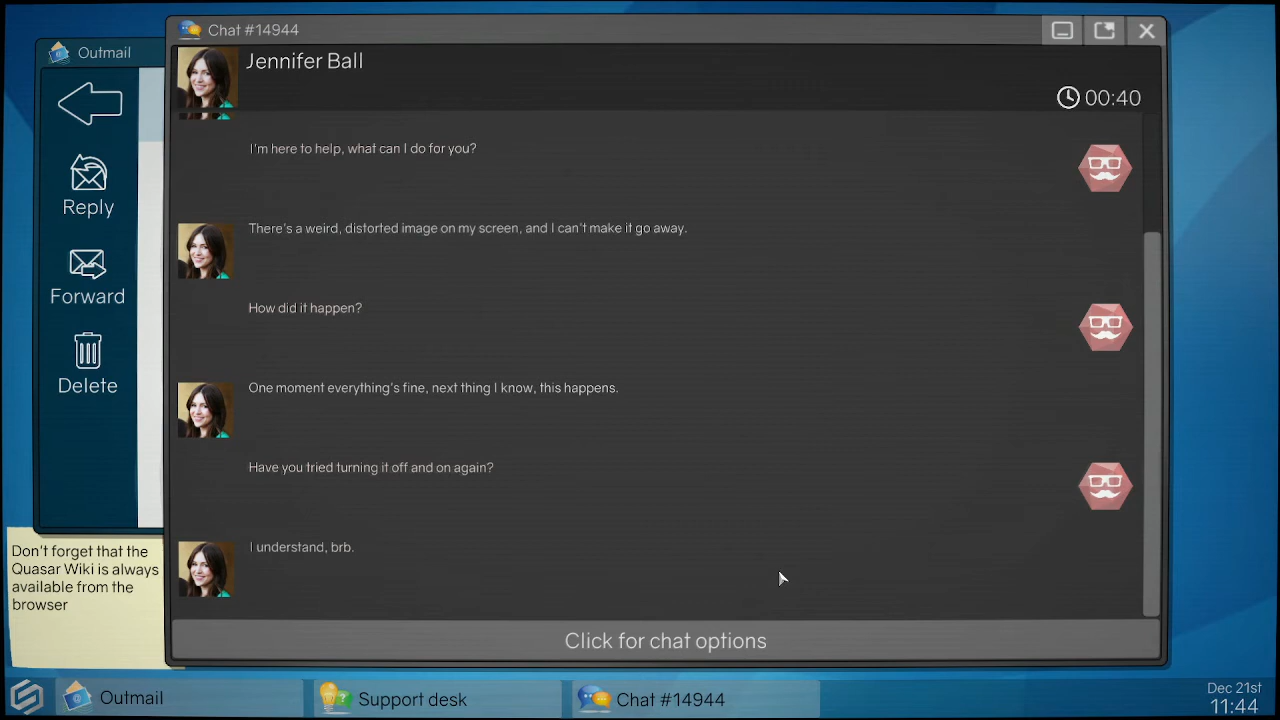 Chat #14944
Outmail
Jennifer Ball
00:40
I'm here to help, what can I do for you?
Reply
There's a weird, distorted image on my screen, and I can't make it go away.
Forward
How did it happen?
Delete
One moment everything's fine, next thing I know, this happens.
Have you tried turning it off and on again?
I understand, brb.
Don't forget that the
Quasar Wiki is always
available from the
browser
Click for chat options
Outmail
Support desk
Chat #14944
Dec 21st
11:44